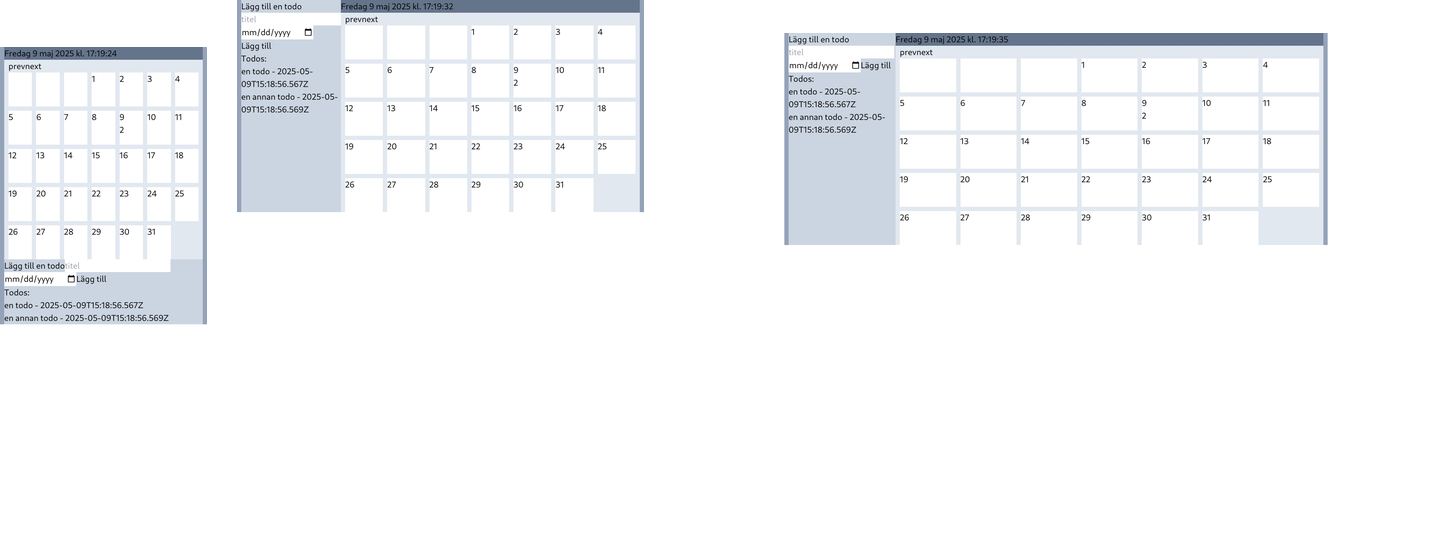 Fredag 9 maj 2025 kl. 17:19:24
prevnext
1 2 3 4
5 6 7 8 9 10 11
2
12 13 14 15 16 17 18
19 20 21 22 23 24 25
26 27 28 29 30 31
Lägg till en todo titel
mm/dd/yyyy Lägg till
Todos:
en todo - 2025-05-09T15:18:56.567Z
en annan todo - 2025-05-09T15:18:56.569Z
Lägg till en todo
titel
mm/dd/yyyy
Lägg till
Todos:
en todo - 2025-05-
09T15:18:56.567Z
en annan todo - 2025-05-
09T15:18:56.569Z
Fredag 9 maj 2025 kl. 17:19:32
prevnext
1 2 3 4
5 6 7 8 9 10 11
2
12 13 14 15 16 17 18
19 20 21 22 23 24 25
26 27 28 29 30 31
Lägg till en todo
titel
mm/dd/yyyy Lägg till
Todos:
en todo - 2025-05-
09T15:18:56.567Z
en annan todo - 2025-05-
09T15:18:56.569Z
Fredag 9 maj 2025 kl. 17:19:35
prevnext
1 2 3 4
5 6 7 8 9 10 11
2
12 13 14 15 16 17 18
19 20 21 22 23 24 25
26 27 28 29 30 31